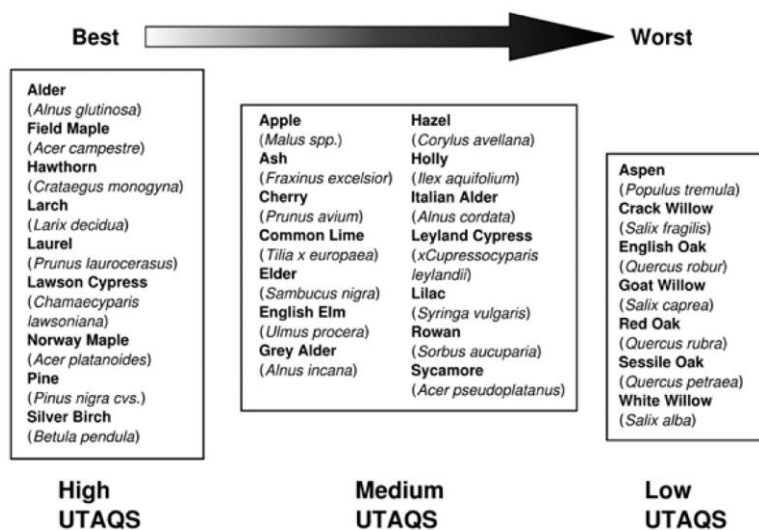 Best
Worst
Alder
(Alnus glutinosa)
Field Maple
(Acer campestre)
Hawthorn
(Crataegus monogyna)
Larch
(Larix decidua)
Laurel
(Prunus laurocerasus)
Lawson Cypress
(Chamaecyparis
lawsoniana)
Norway Maple
(Acer platanoides)
Pine
(Pinus nigra cvs.)
Silver Birch
(Betula pendula)
Apple
(Malus spp.)
Ash
(Fraxinus excelsior)
Cherry
(Prunus avium)
Common Lime
(Tilia x europaea)
Elder
(Sambucus nigra)
English Elm
(Ulmus procera)
Grey Alder
(Alnus incana)
Hazel
(Corylus avellana)
Holly
(Ilex aquifolium)
Italian Alder
(Alnus cordata)
Leyland Cypress
(xCupressocyparis
leylandii)
Lilac
(Syringa vulgaris)
Rowan
(Sorbus aucuparia)
Sycamore
(Acer pseudoplatanus)
Aspen
(Populus tremula)
Crack Willow
(Salix fragilis)
English Oak
(Quercus robur)
Goat Willow
(Salix caprea)
Red Oak
(Quercus rubra)
Sessile Oak
(Quercus petraea)
White Willow
(Salix alba)
High
UTAQS
Medium
UTAQS
Low
UTAQS